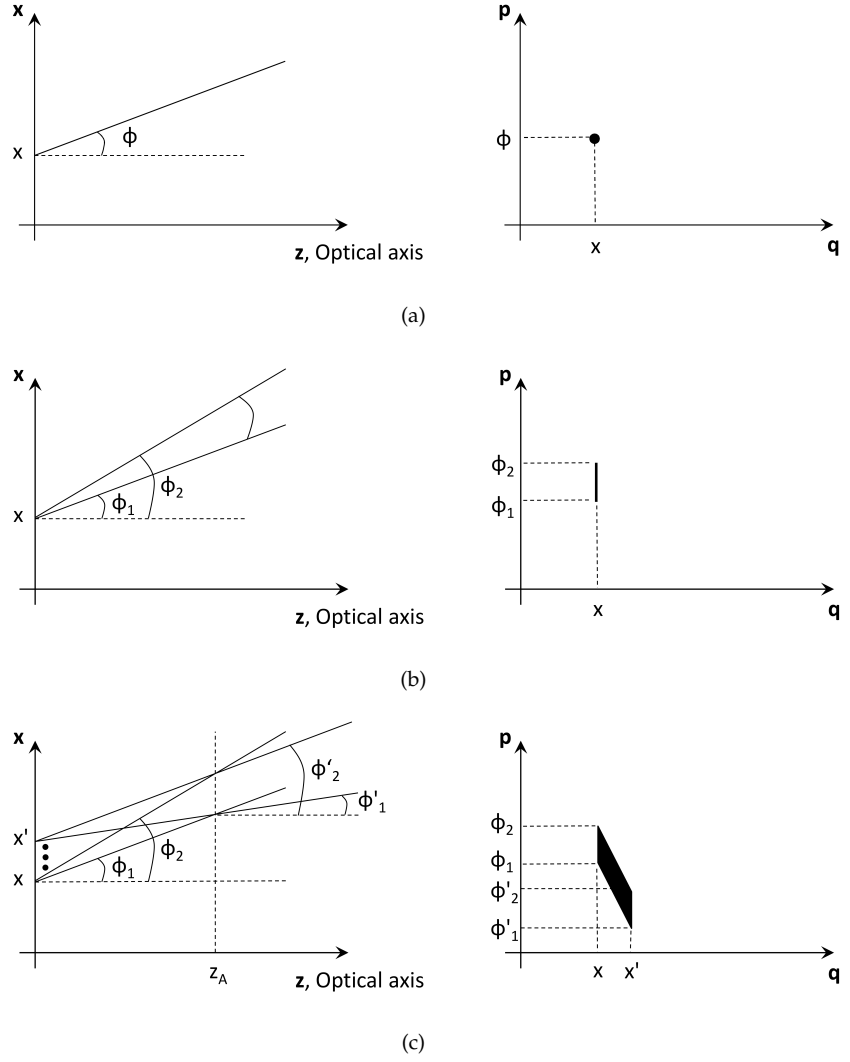 x
p
ϕ
x
z, Optical axis
ϕ
x
q
(a)
x
p
ϕ1
ϕ2
x
z, Optical axis
ϕ2
ϕ1
x
q
(b)
x
p
ϕ‘2
ϕ'1
x'
x
ϕ1
ϕ2
zA
z, Optical axis
ϕ2
ϕ1
ϕ'2
ϕ'1
x
x'
q
(c)